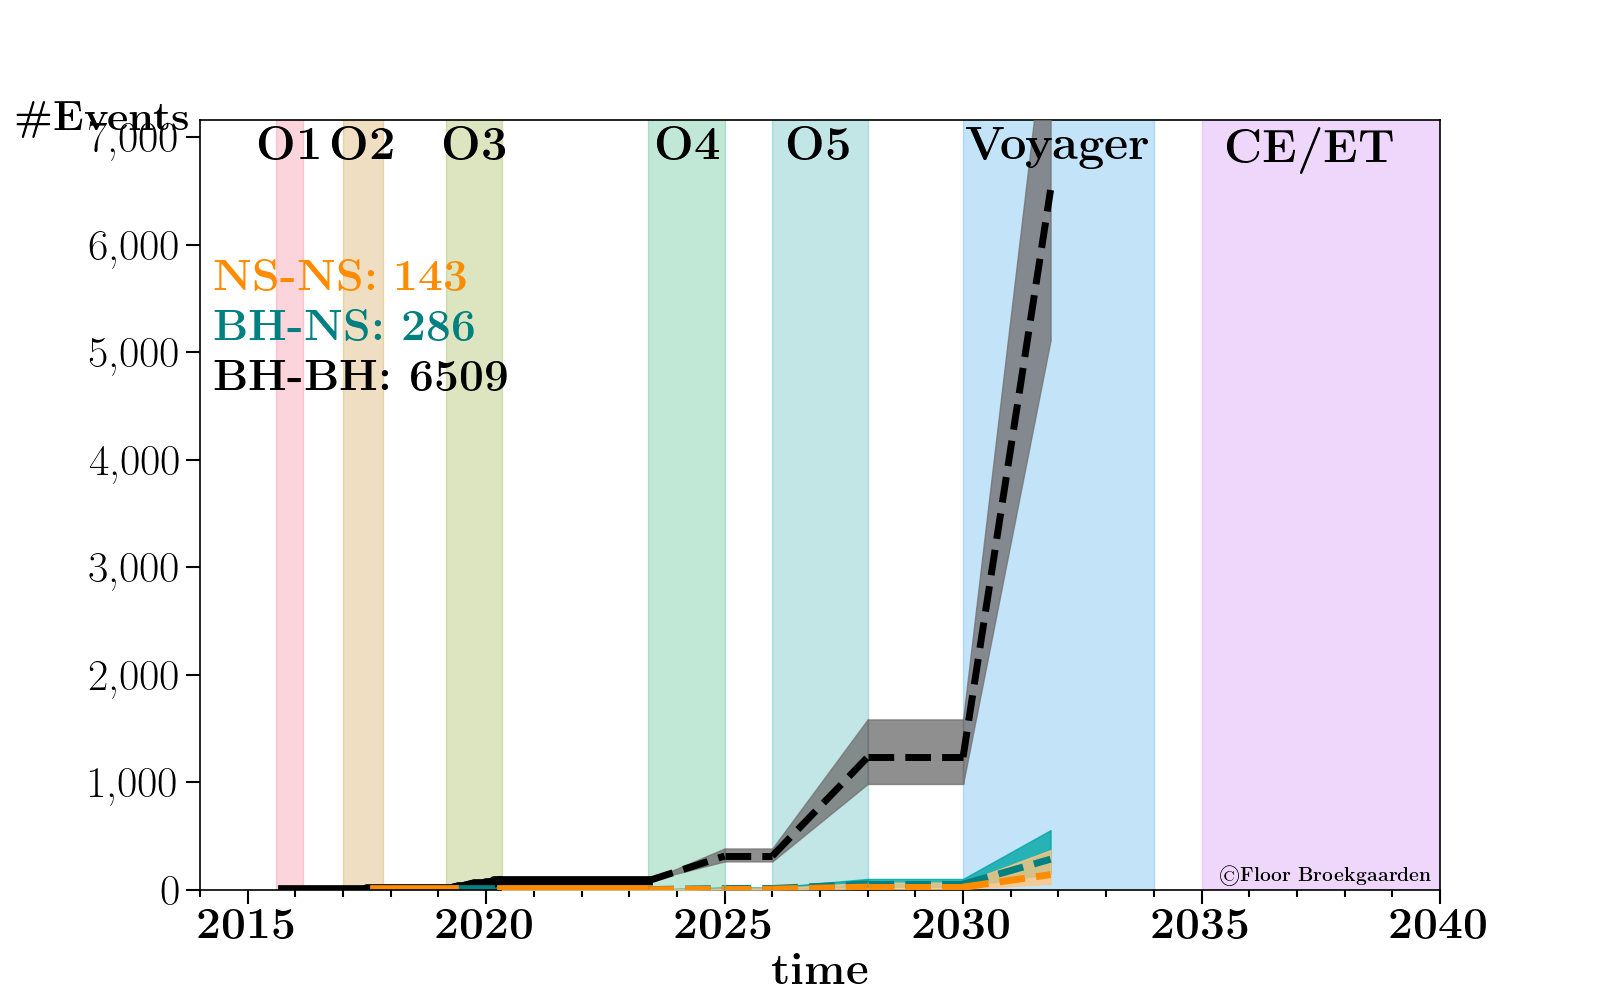 #Events
7,000
O1 O2 O3 O4 O5 Voyager CE/ET
6,000
NS-NS: 143
BH-NS: 286
5,000
BH-BH: 6509
4,000
3,000
2,000
1,000
©Floor Broekgaarden
0
2015 2020 2025 2030 2035 2040
time